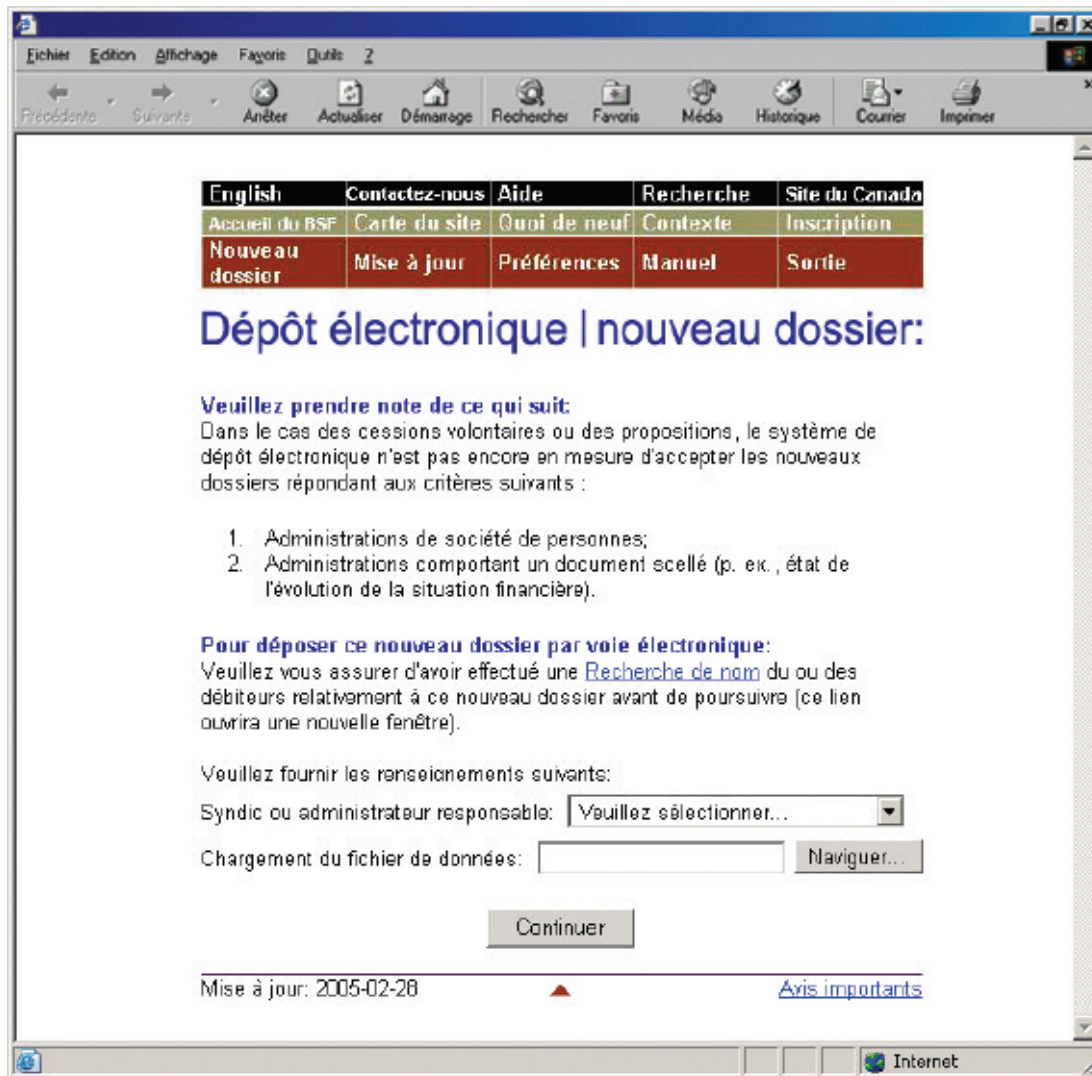 Fichier Edition Affichage Favoris Outils ?
Précédente Suivante Arrêter Actualiser Démarrage Rechercher Favoris Média Historique Courrier Imprimer
English Contactez-nous Aide Recherche Site du Canada
Accueil du BSF Carte du site Quoi de neuf Contexte Inscription
Nouveau dossier Mise à jour Préférences Manuel Sortie
Dépôt électronique | nouveau dossier:
Veuillez prendre note de ce qui suit:
Dans le cas des cessions volontaires ou des propositions, le système de
dépôt électronique n'est pas encore en mesure d'accepter les nouveaux
dossiers répondant aux critères suivants :
1. Administrations de société de personnes;
2. Administrations comportant un document scellé (p. ex., état de
l'évolution de la situation financière).
Pour déposer ce nouveau dossier par voie électronique:
Veuillez vous assurer d'avoir effectué une Recherche de nom du ou des
débiteurs relativement à ce nouveau dossier avant de poursuivre (ce lien
ouvrira une nouvelle fenêtre).
Veuillez fournir les renseignements suivants:
Syndic ou administrateur responsable: Veuillez sélectionner...
Chargement du fichier de données: Naviguer...
Continuer
Mise à jour: 2005-02-28 Avis importants
Internet